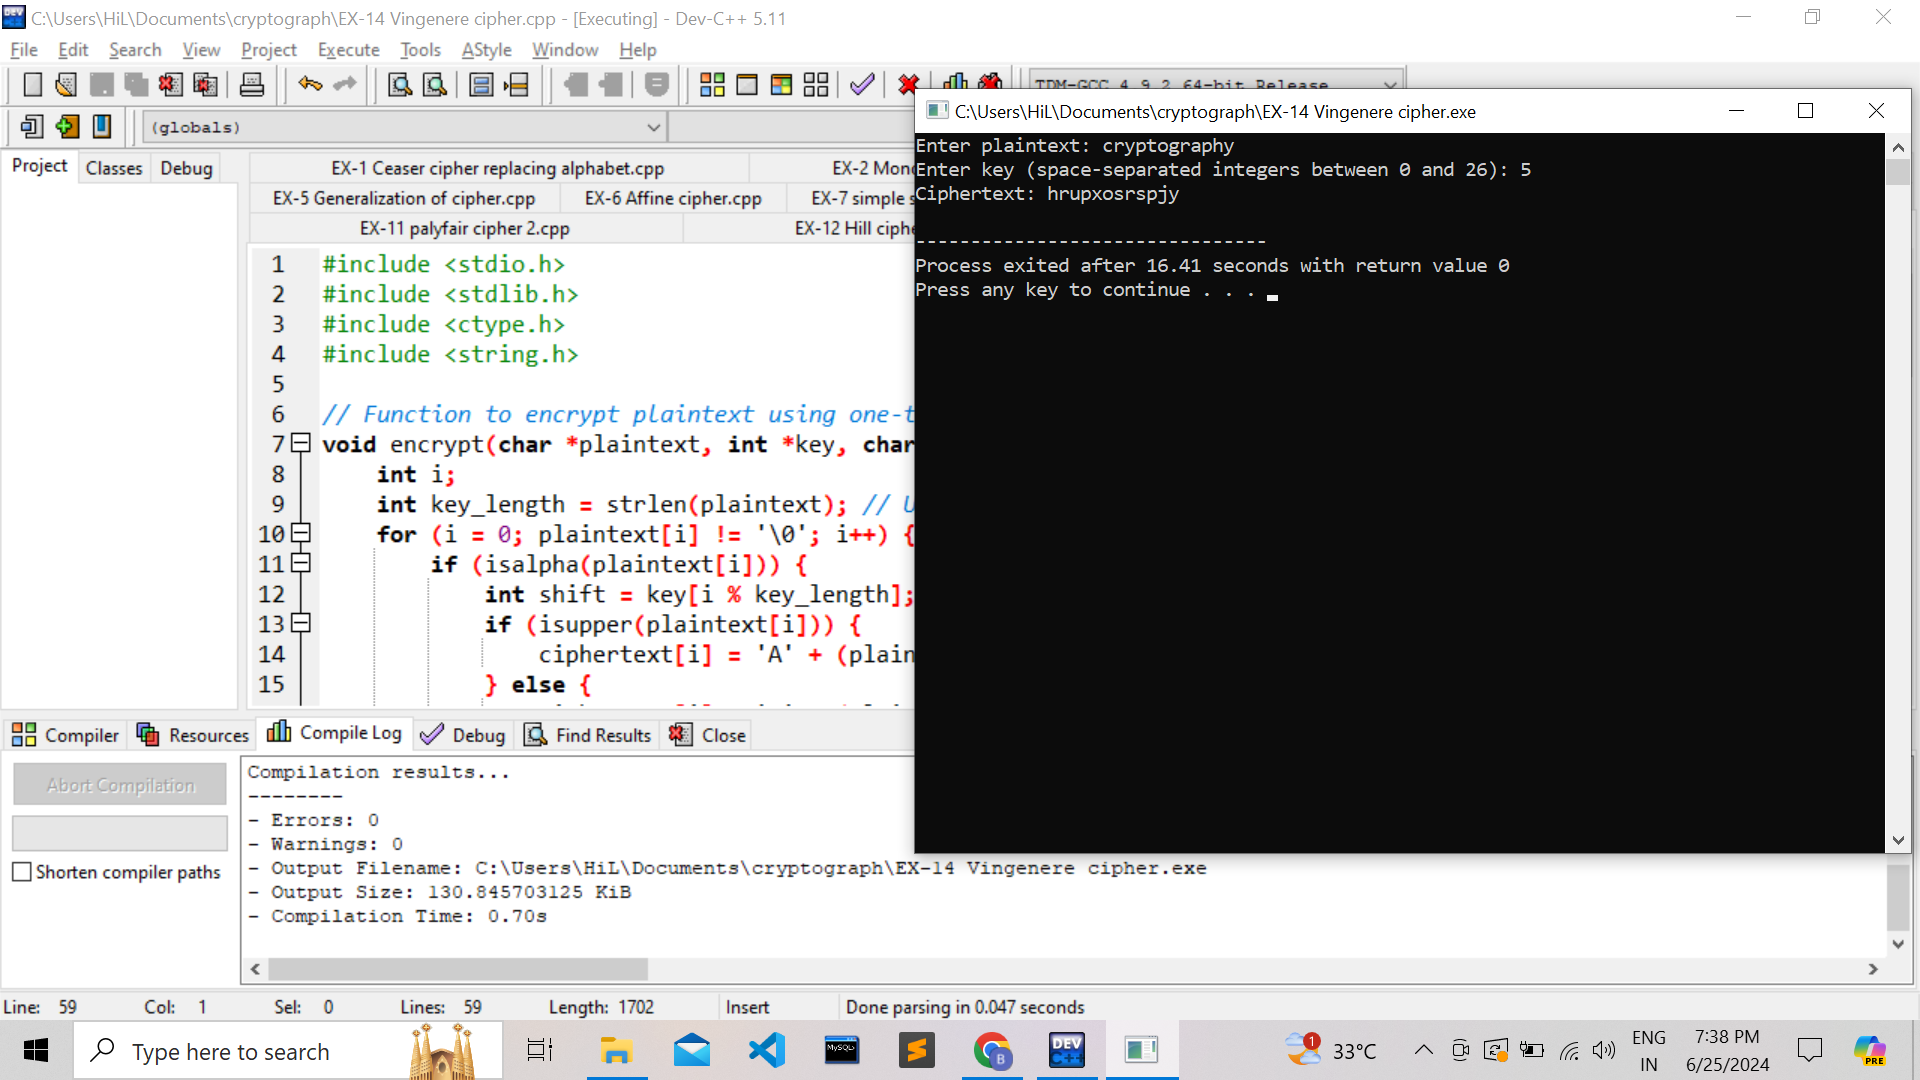 C:\Users\HiL\Documents\cryptograph\EX-14 Vingenere cipher.cpp - [Executing] - Dev-C++ 5.11
File Edit Search View Project Execute Tools AStyle Window Help
TDM-GCC 4.9.2 64-bit Release
(globals)
Project Classes Debug
EX-1 Ceaser cipher replacing alphabet.cpp EX-2 Mono
EX-5 Generalization of cipher.cpp EX-6 Affine cipher.cpp EX-7 simple s
EX-11 palyfair cipher 2.cpp EX-12 Hill ciphe
1 #include <stdio.h>
2 #include <stdlib.h>
3 #include <ctype.h>
4 #include <string.h>
5
6 // Function to encrypt plaintext using one-t
7 void encrypt(char *plaintext, int *key, char
8 int i;
9 int key_length = strlen(plaintext); // U
10 for (i = 0; plaintext[i] != '\0'; i++) {
11 if (isalpha(plaintext[i])) {
12 int shift = key[i % key_length];
13 if (isupper(plaintext[i])) {
14 ciphertext[i] = 'A' + (plain
15 } else {
C:\Users\HiL\Documents\cryptograph\EX-14 Vingenere cipher.exe
Enter plaintext: cryptography
Enter key (space-separated integers between 0 and 26): 5
Ciphertext: hrupxosrspjy
--------------------------------
Process exited after 16.41 seconds with return value 0
Press any key to continue . . .
Compiler Resources Compile Log Debug Find Results Close
Abort Compilation
Shorten compiler paths
Compilation results...
--------
- Errors: 0
- Warnings: 0
- Output Filename: C:\Users\HiL\Documents\cryptograph\EX-14 Vingenere cipher.exe
- Output Size: 130.845703125 KiB
- Compilation Time: 0.70s
Line: 59 Col: 1 Sel: 0 Lines: 59 Length: 1702 Insert Done parsing in 0.047 seconds
Type here to search
MySQL
B
DEV C++
1
33°C
ENG
IN
7:38 PM
6/25/2024
PRE